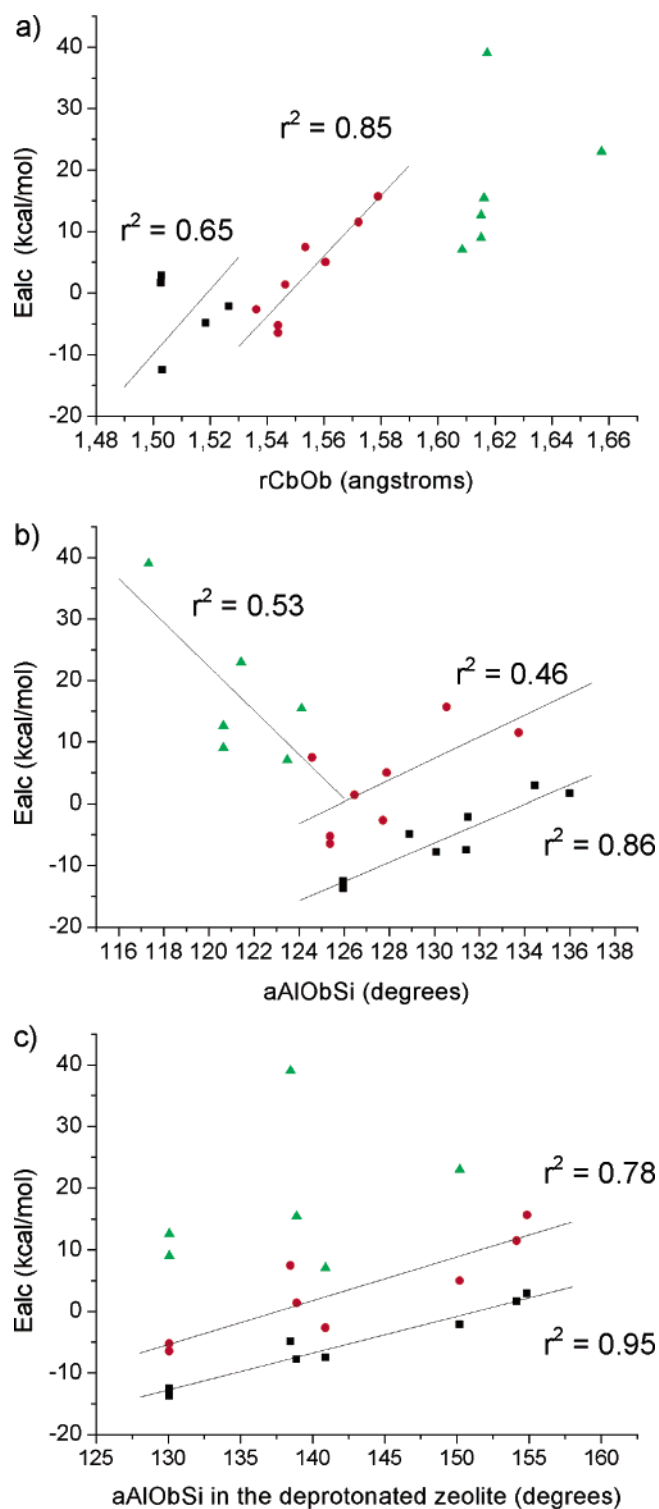 a)
40
30
20
10
0
-10
-20
Ealc (kcal/mol)
r² = 0.85
r² = 0.65
1,48 1,50 1,52 1,54 1,56 1,58 1,60 1,62 1,64 1,66
rCbOb (angstroms)
b)
40
30
20
10
0
-10
-20
Ealc (kcal/mol)
r² = 0.53
r² = 0.46
r² = 0.86
116 118 120 122 124 126 128 130 132 134 136 138
aAlObSi (degrees)
c)
40
30
20
10
0
-10
-20
Ealc (kcal/mol)
r² = 0.78
r² = 0.95
125 130 135 140 145 150 155 160
aAlObSi in the deprotonated zeolite (degrees)